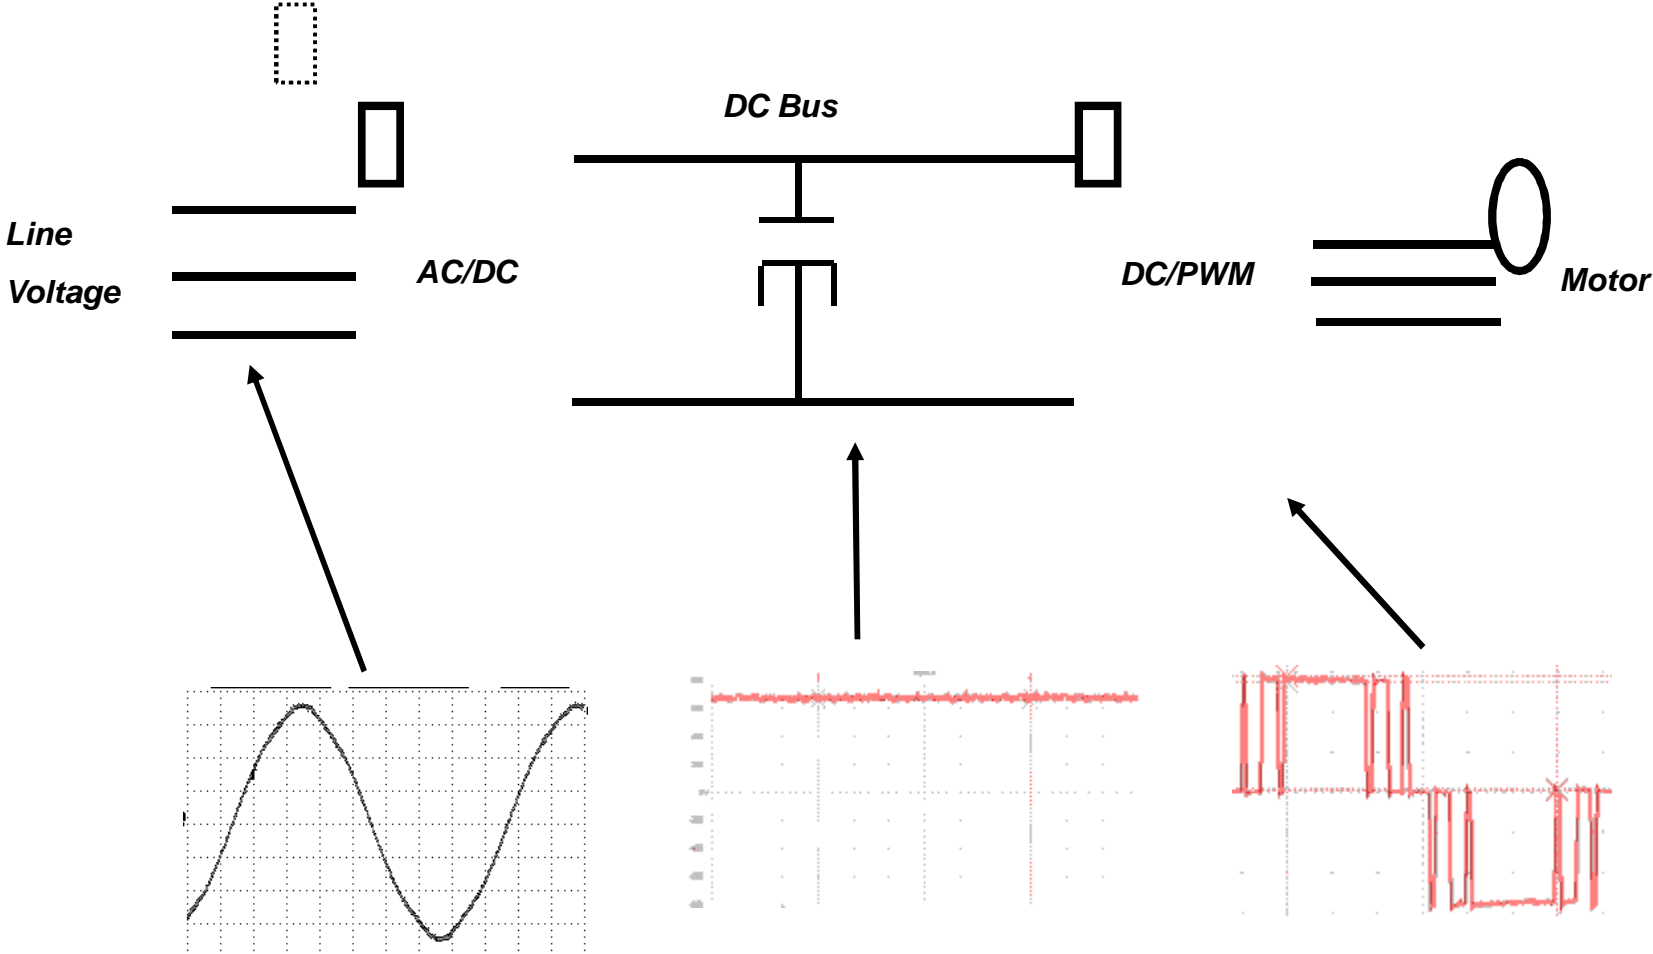 DC Bus
Line
Voltage
AC/DC
DC/PWM
Motor